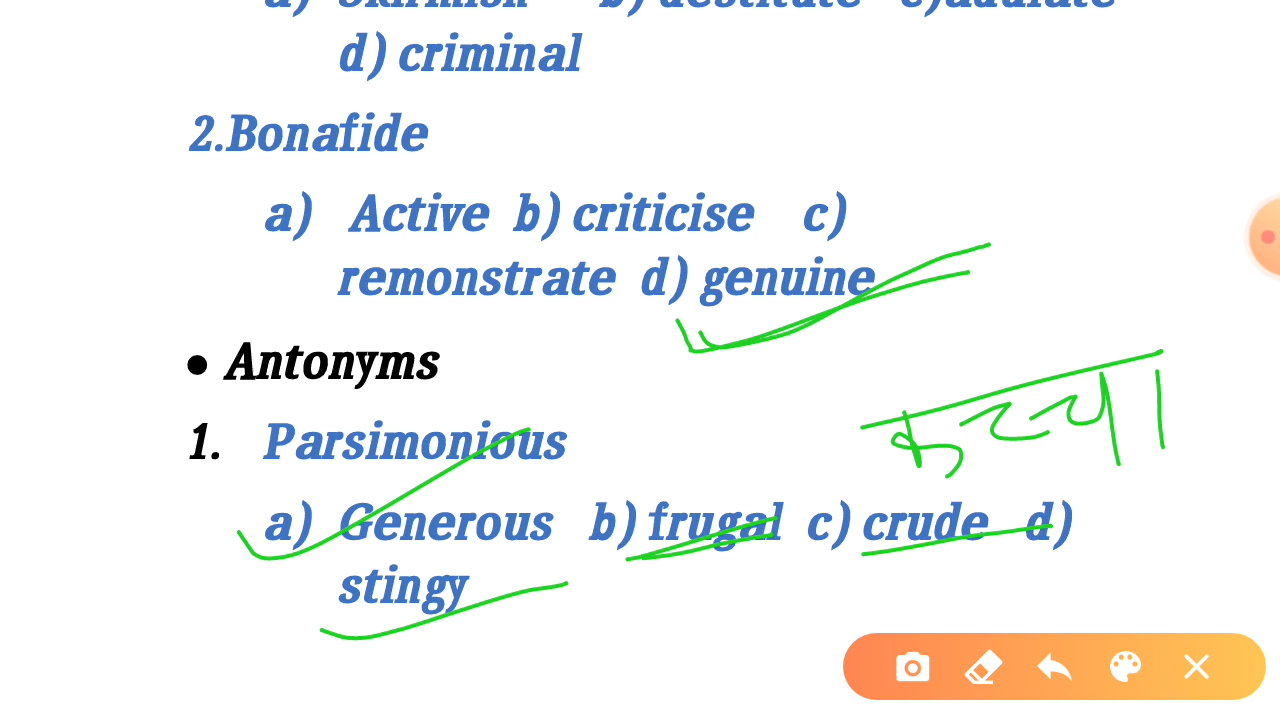 d) criminal
2.Bonafide
a) Active b) criticise c)
remonstrate d) genuine
• Antonyms
1. Parsimonious
a) Generous b) frugal c) crude d)
stingy